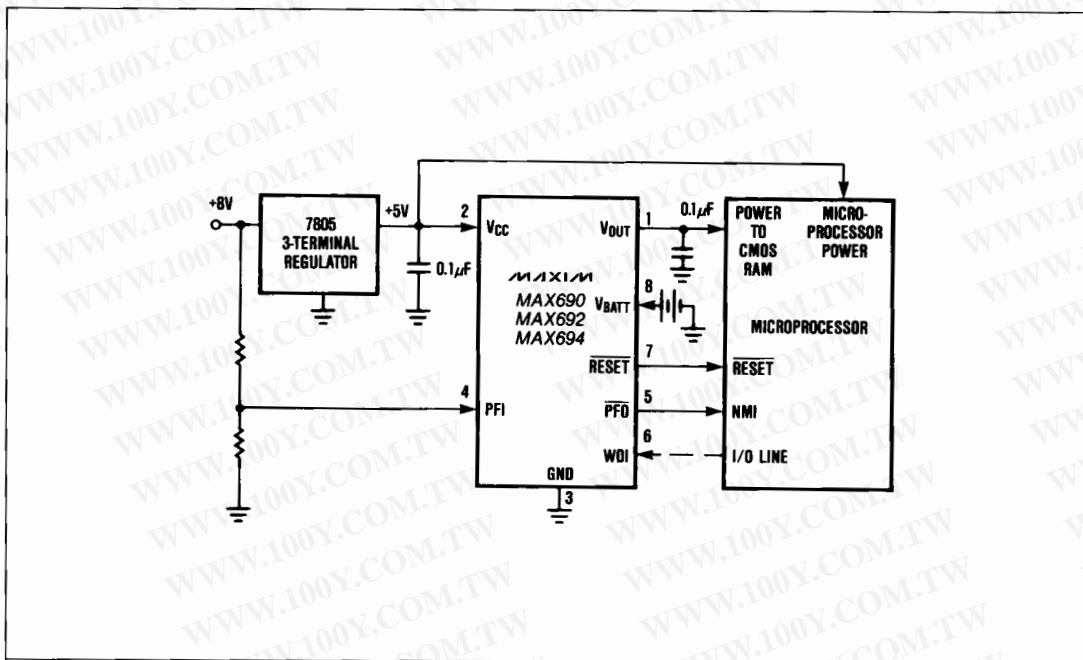 +8V
7805
3-TERMINAL
REGULATOR
+5V
0.1μF
2
VCC
MAXIM
MAX690
MAX692
MAX694
4
PFI
GND
3
VOUT
1
0.1μF
VBATT
8
RESET
7
PFO
5
WDI
6
POWER
TO
CMOS
RAM
MICRO-
PROCESSOR
POWER
MICROPROCESSOR
RESET
NMI
I/O LINE
WWW.100Y.COM.TW